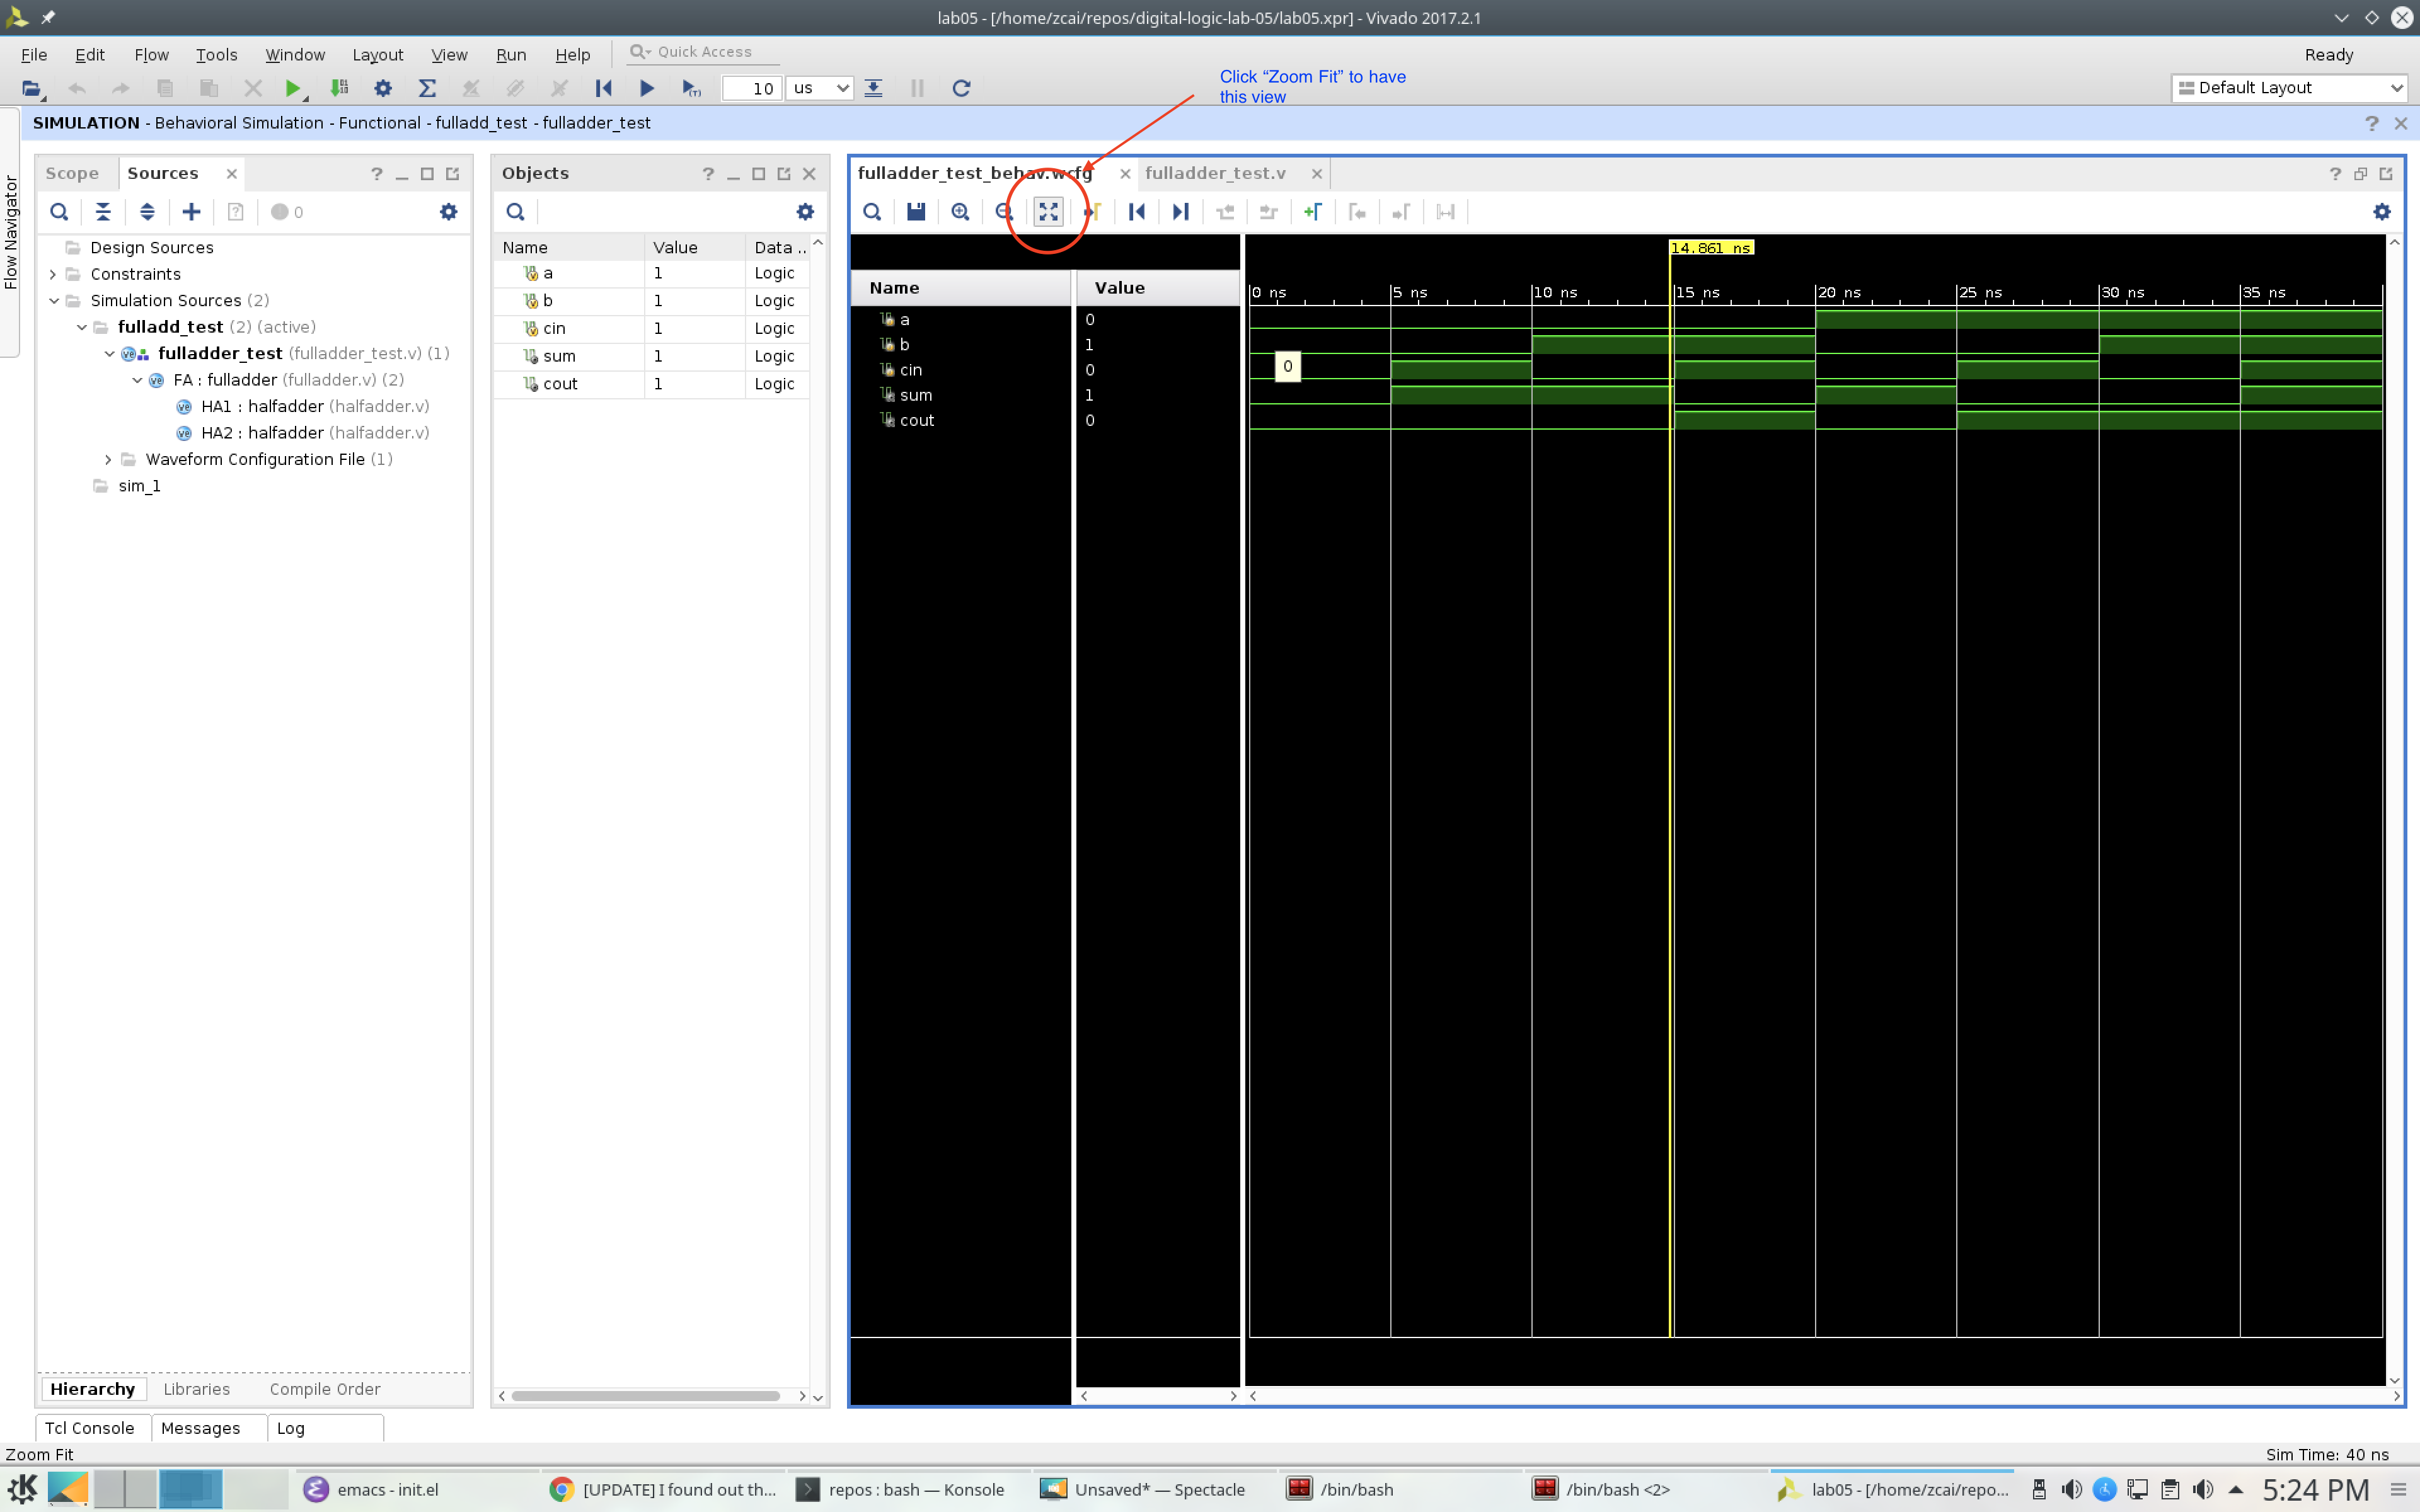 lab05 - [/home/zcai/repos/digital-logic-lab-05/lab05.xpr] - Vivado 2017.2.1
File Edit Flow Tools Window Layout View Run Help Quick Access Ready
10 us Default Layout
Click “Zoom Fit” to have
this view
SIMULATION - Behavioral Simulation - Functional - fulladd_test - fulladder_test
Flow Navigator
Scope Sources
0
Design Sources
Constraints
Simulation Sources (2)
fulladd_test (2) (active)
fulladder_test (fulladder_test.v) (1)
FA : fulladder (fulladder.v) (2)
HA1 : halfadder (halfadder.v)
HA2 : halfadder (halfadder.v)
Waveform Configuration File (1)
sim_1
Hierarchy Libraries Compile Order
Objects
Name Value Data ..
a 1 Logic
b 1 Logic
cin 1 Logic
sum 1 Logic
cout 1 Logic
fulladder_test_behav.wcfg fulladder_test.v
14.861 ns
Name Value
0 ns 5 ns 10 ns 15 ns 20 ns 25 ns 30 ns 35 ns
a 0
b 1
cin 0
sum 1
cout 0
0
Tcl Console Messages Log
Zoom Fit Sim Time: 40 ns
emacs - init.el [UPDATE] I found out th... repos : bash — Konsole Unsaved* — Spectacle /bin/bash /bin/bash <2> lab05 - [/home/zcai/repo... 5:24 PM